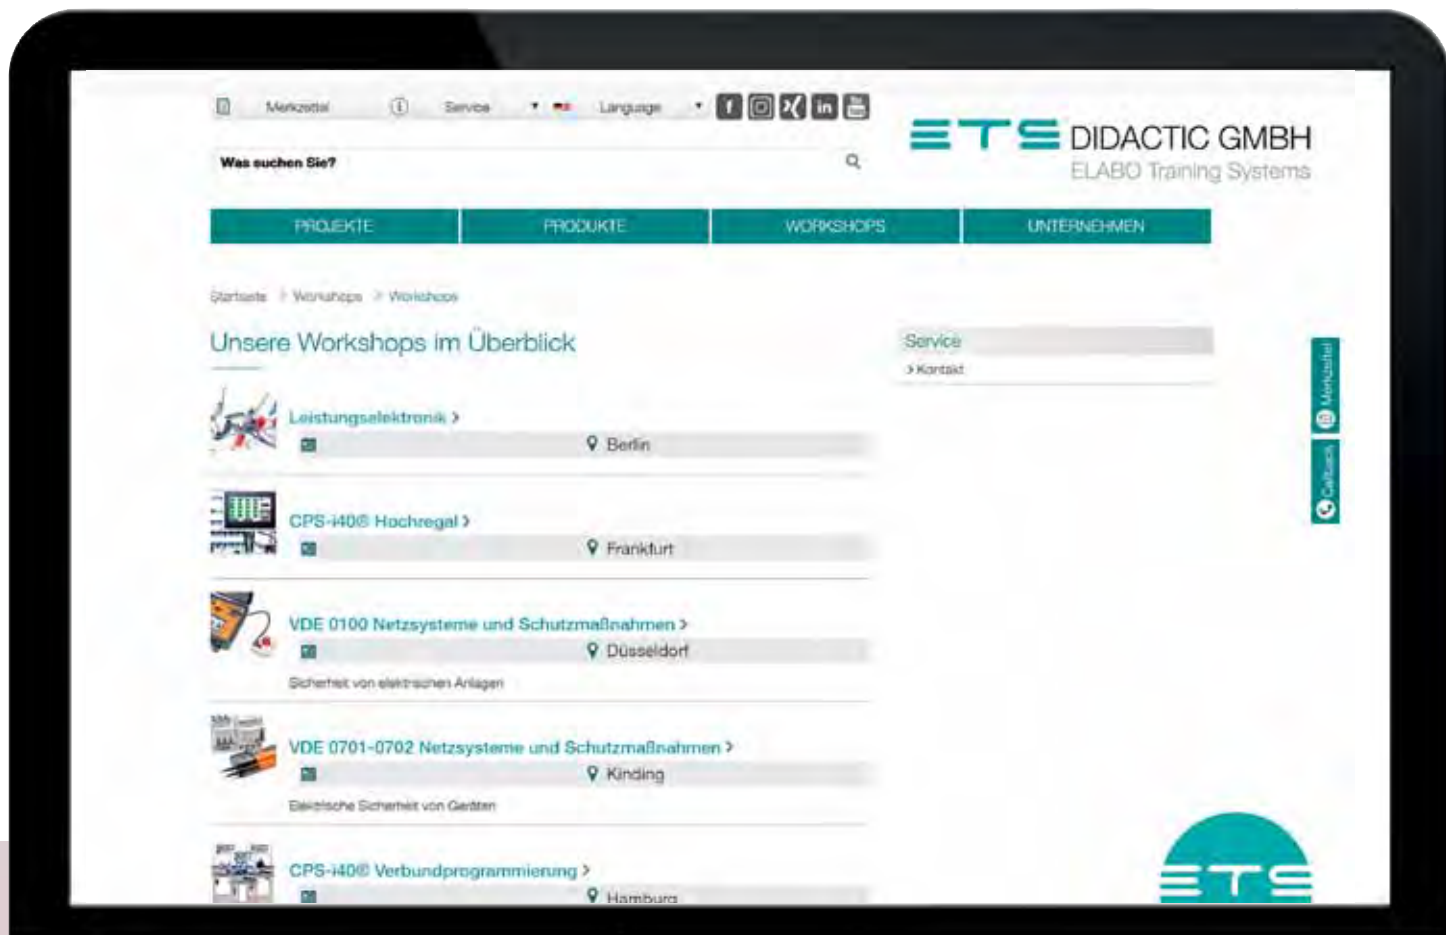 Merkzettel Service Language
Was suchen Sie?
ETS DIDACTIC GMBH
ELABO Training Systems
PROJEKTE PRODUKTE WORKSHOPS UNTERNEHMEN
Startseite > Workshops > Workshops
Unsere Workshops im Überblick
Service
> Kontakt
Merkzettel
Callback
Leistungselektronik >
Berlin
CPS-i40® Hochregal >
Frankfurt
VDE 0100 Netzsysteme und Schutzmaßnahmen >
Düsseldorf
Sicherheit von elektrischen Anlagen
VDE 0701-0702 Netzsysteme und Schutzmaßnahmen >
Kinding
Elektrische Sicherheit von Geräten
CPS-i40® Verbundprogrammierung >
Hamburg
ETS